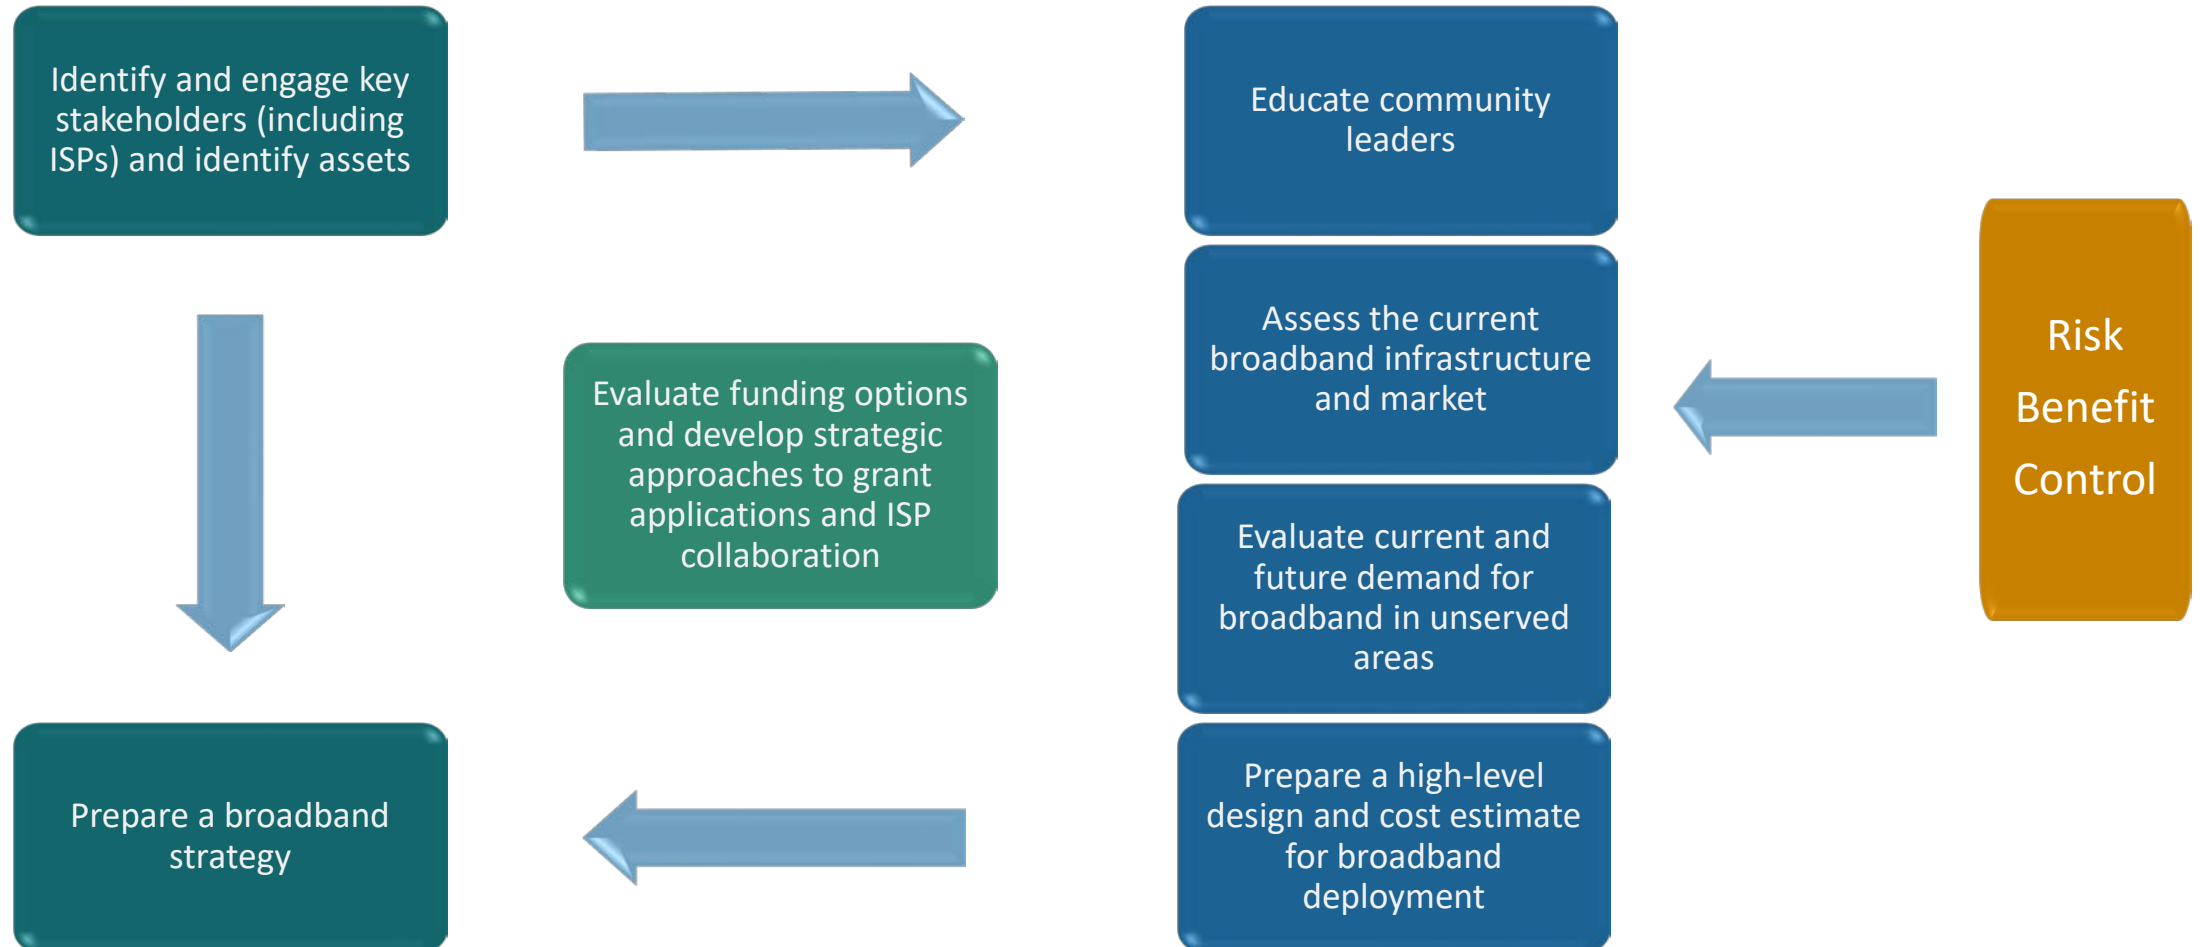 Identify and engage key
stakeholders (including
ISPs) and identify assets
Educate community
leaders
Assess the current
broadband infrastructure
and market
Risk
Benefit
Control
Evaluate funding options
and develop strategic
approaches to grant
applications and ISP
collaboration
Evaluate current and
future demand for
broadband in unserved
areas
Prepare a broadband
strategy
Prepare a high-level
design and cost estimate
for broadband
deployment